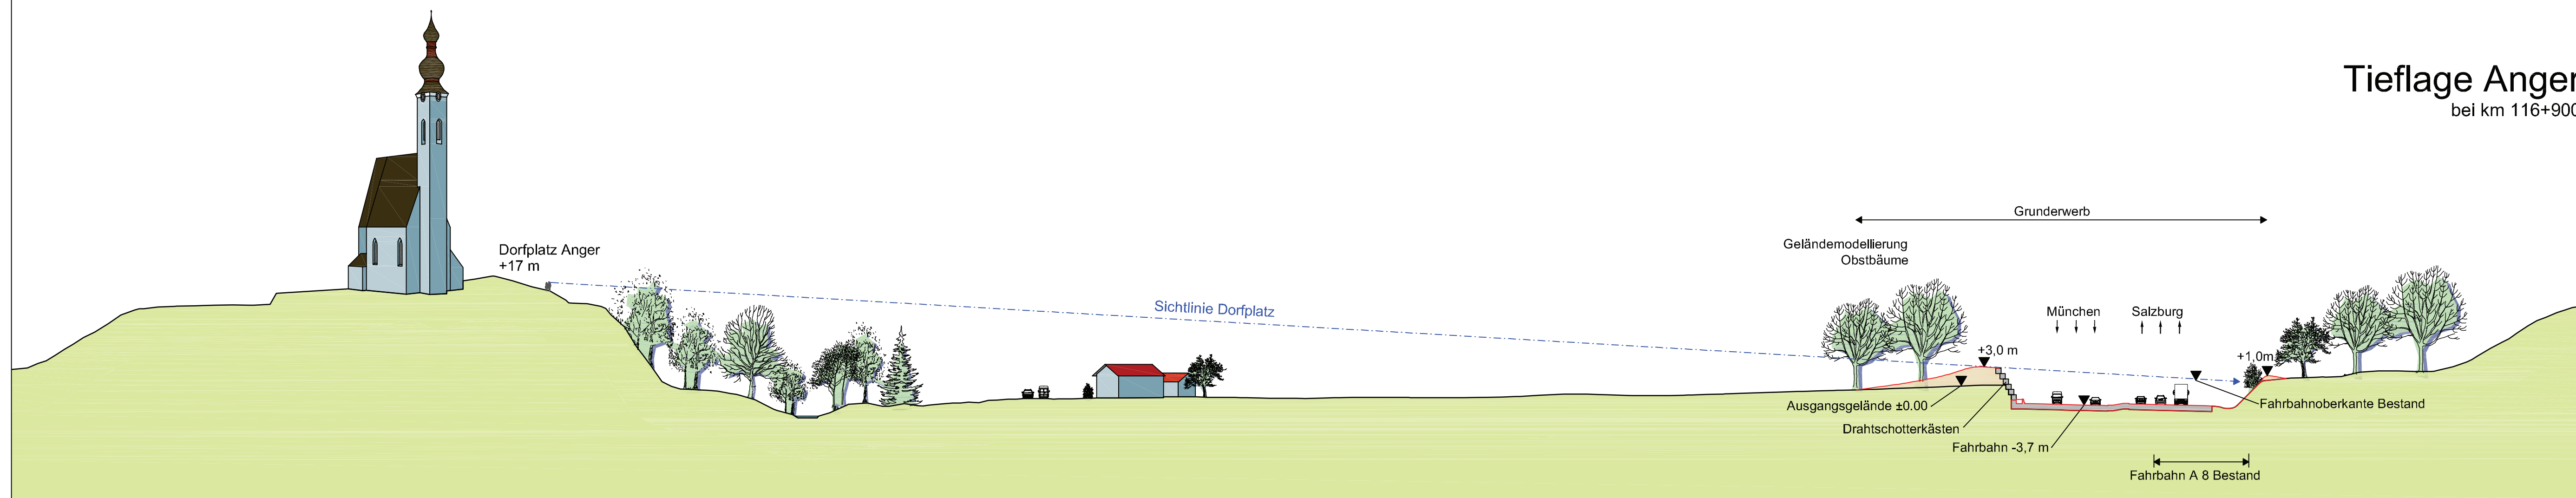 Tieflage Anger
bei km 116+900
Grunderwerb
Dorfplatz Anger
+17 m
Geländemodellierung
Obstbäume
Sichtlinie Dorfplatz
München
Salzburg
+3,0 m
+1,0m
Ausgangsgelände ±0.00
Fahrbahnoberkante Bestand
Drahtschotterkästen
Fahrbahn -3,7 m
Fahrbahn A 8 Bestand